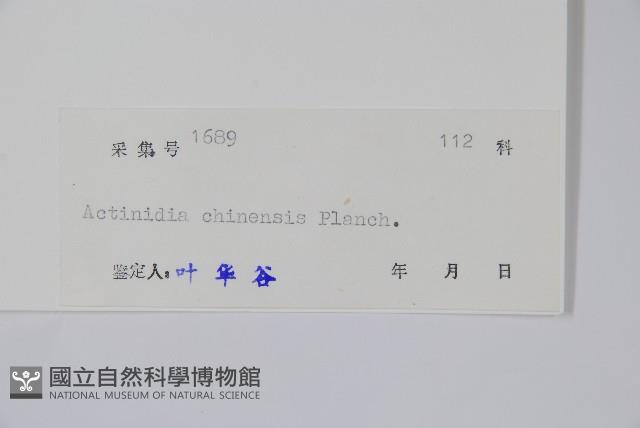 采集号 1689 112 科
Actinidia chinensis Planch.
鉴定人: 叶华谷 年 月 日
國立自然科學博物館
NATIONAL MUSEUM OF NATURAL SCIENCE